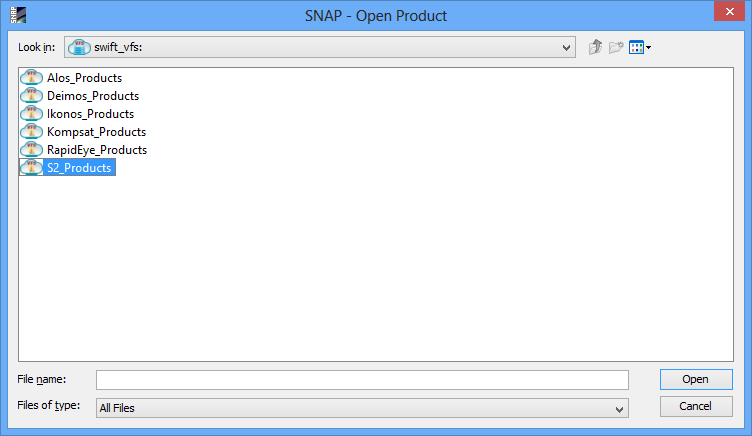 SNAP - Open Product
Look in: swift_vfs:
Alos_Products
Deimos_Products
Ikonos_Products
Kompsat_Products
RapidEye_Products
S2_Products
File name: Open
Files of type: All Files Cancel